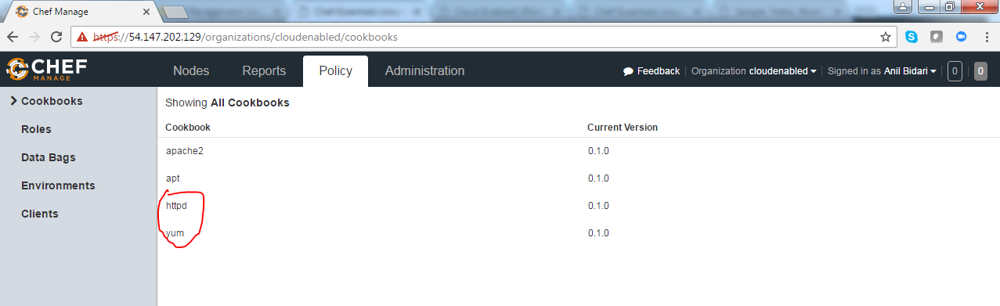 Chef Manage
https://54.147.202.129/organizations/cloudenabled/cookbooks
CHEF
MANAGE
Nodes Reports Policy Administration
Feedback Organization cloudenabled Signed in as Anil Bidari 0 0
Cookbooks
Roles
Data Bags
Environments
Clients
Showing All Cookbooks
Cookbook Current Version
apache2 0.1.0
apt 0.1.0
httpd 0.1.0
yum 0.1.0